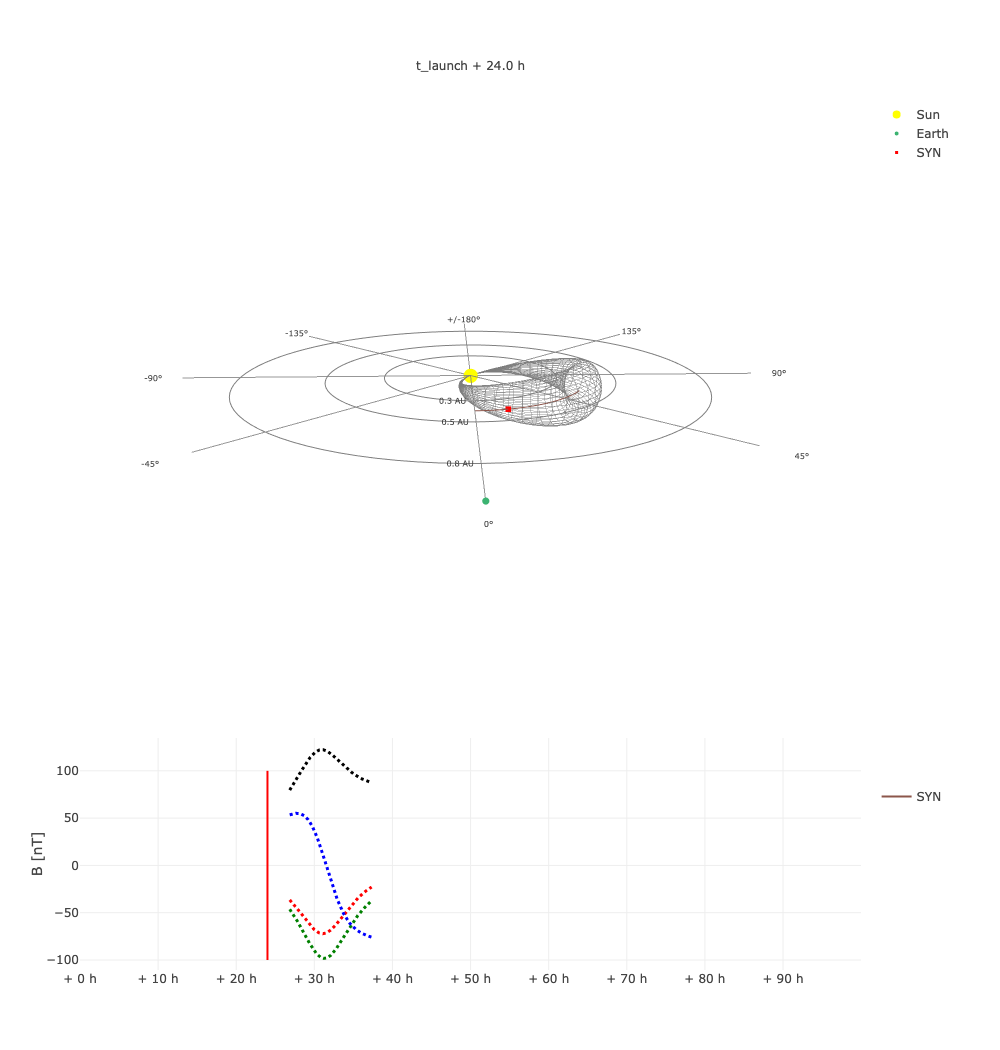 t_launch + 24.0 h
Sun
Earth
SYN
+/-180°
-135°
135°
-90°
90°
0.3 AU
0.5 AU
-45°
45°
0.8 AU
0°
100
50
0
−50
−100
B [nT]
SYN
+ 0 h
+ 10 h
+ 20 h
+ 30 h
+ 40 h
+ 50 h
+ 60 h
+ 70 h
+ 80 h
+ 90 h